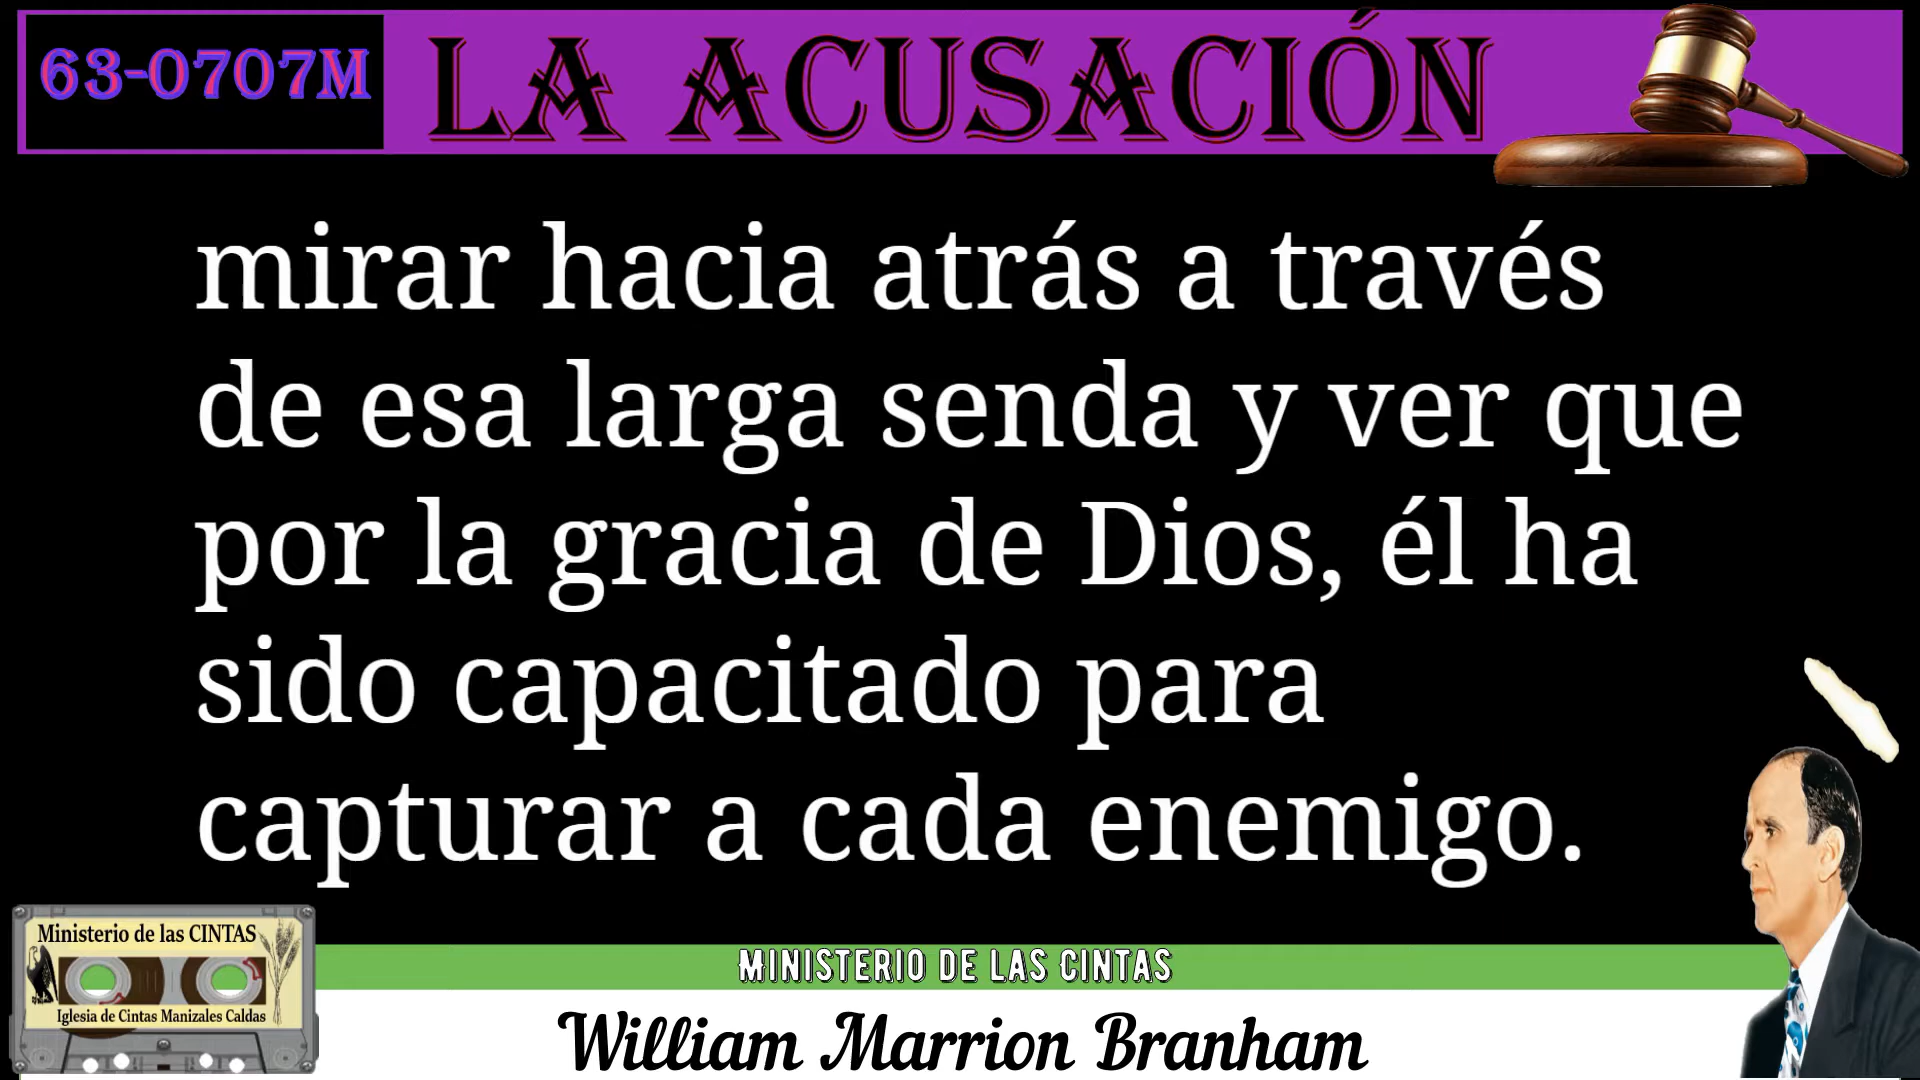 63-0707M
LA ACUSACIÓN
mirar hacia atrás a través
de esa larga senda y ver que
por la gracia de Dios, él ha
sido capacitado para
capturar a cada enemigo.
Ministerio de las CINTAS
Iglesia de Cintas Manizales Caldas
MINISTERIO DE LAS CINTAS
William Marrion Branham